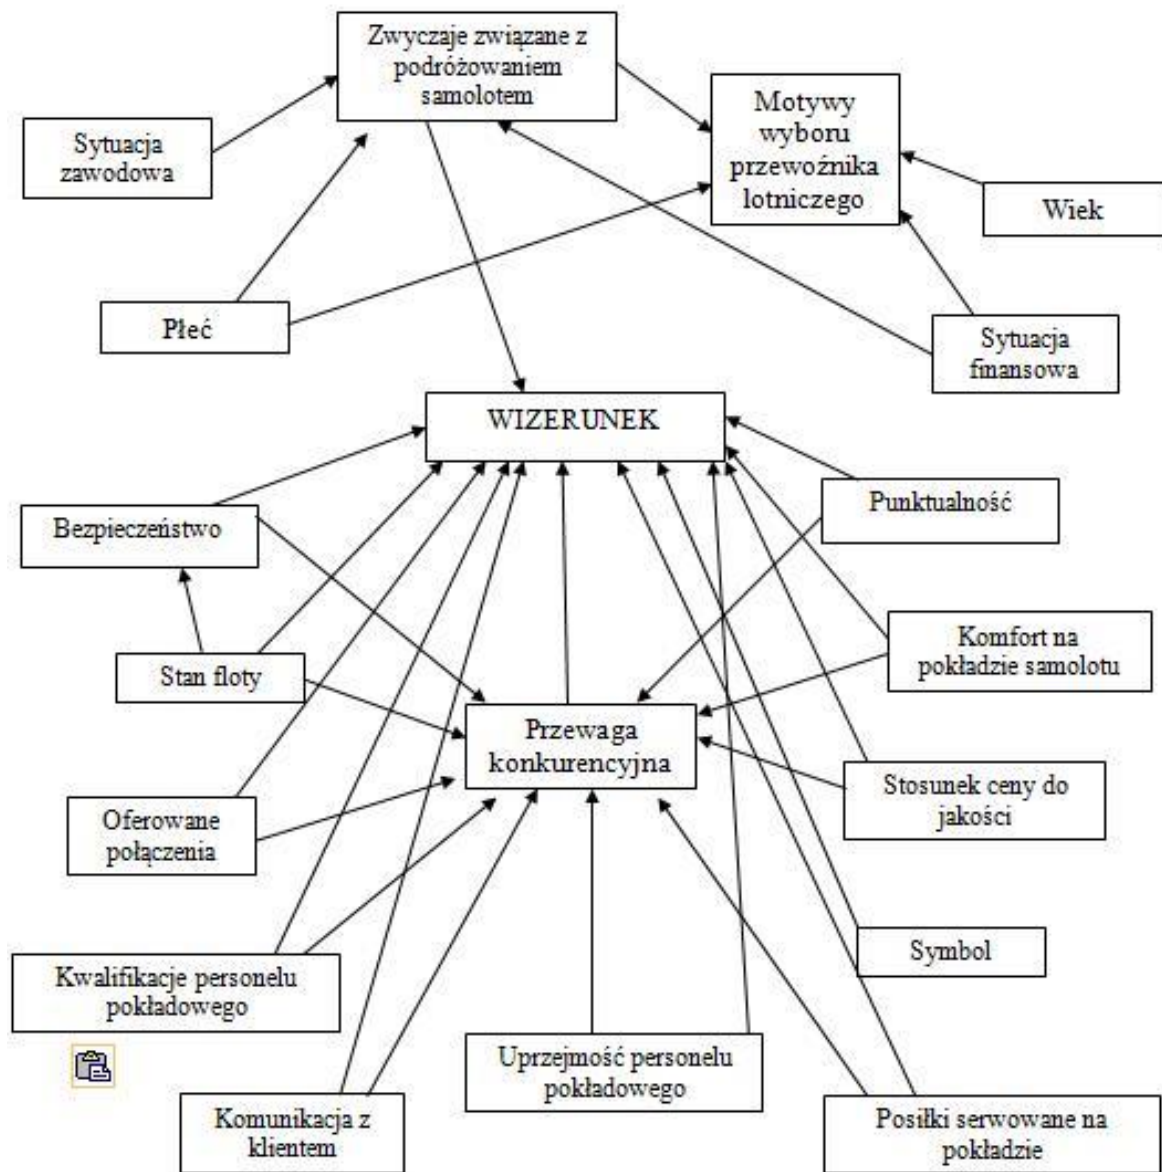 Zwyczaje związane z
podróżowaniem
samolotem
Motywy
wyboru
przewoźnika
lotniczego
Sytuacja
zawodowa
Wiek
Płeć
Sytuacja
finansowa
WIZERUNEK
Bezpieczeństwo
Punktualność
Stan floty
Komfort na
pokładzie samolotu
Przewaga
konkurencyjna
Oferowane
połączenia
Stosunek ceny do
jakości
Kwalifikacje personelu
pokładowego
Symbol
Uprzejmość personelu
pokładowego
Komunikacja z
klientem
Posiłki serwowane na
pokładzie